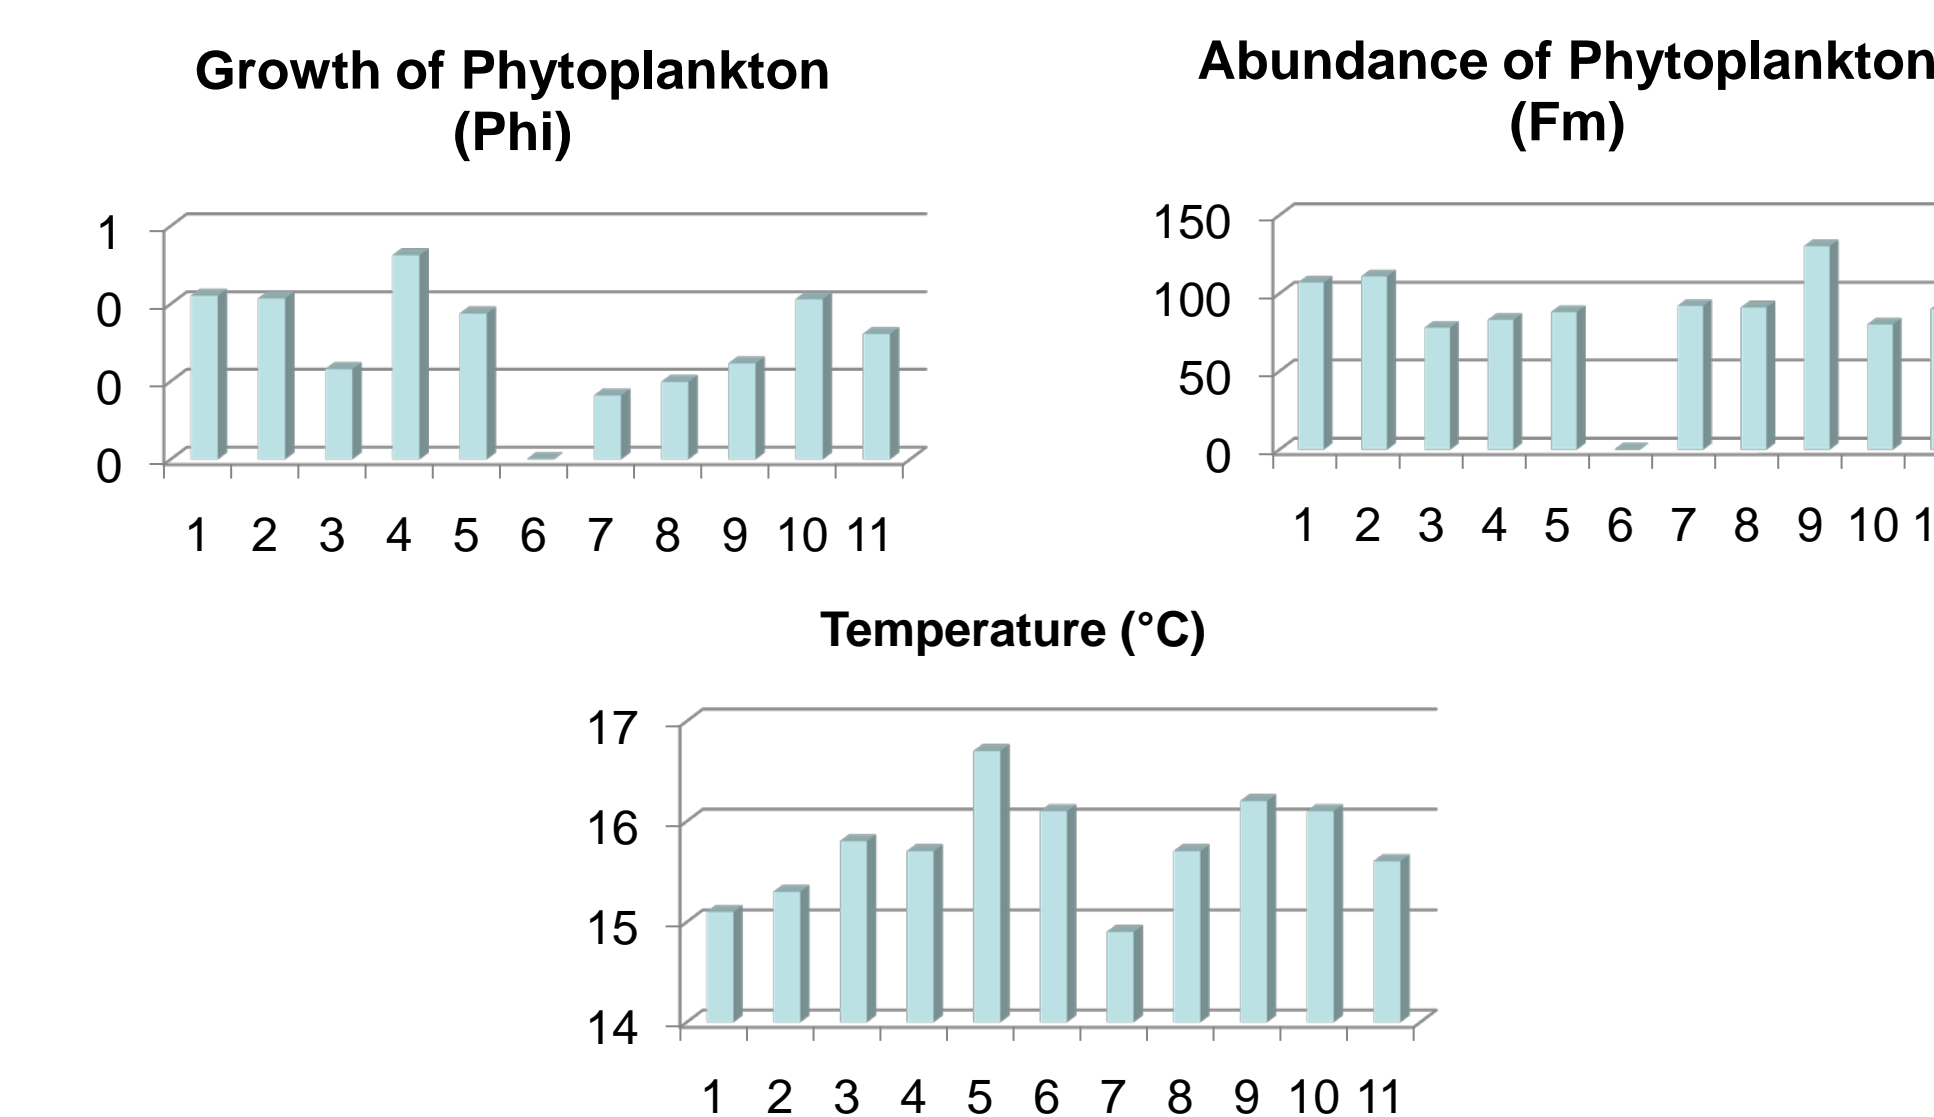 Growth of Phytoplankton
(Phi)
1
0
0
0
1 2 3 4 5 6 7 8 9 10 11
Abundance of Phytoplankton
(Fm)
150
100
50
0
1 2 3 4 5 6 7 8 9 10 1
Temperature (°C)
17
16
15
14
1 2 3 4 5 6 7 8 9 10 11